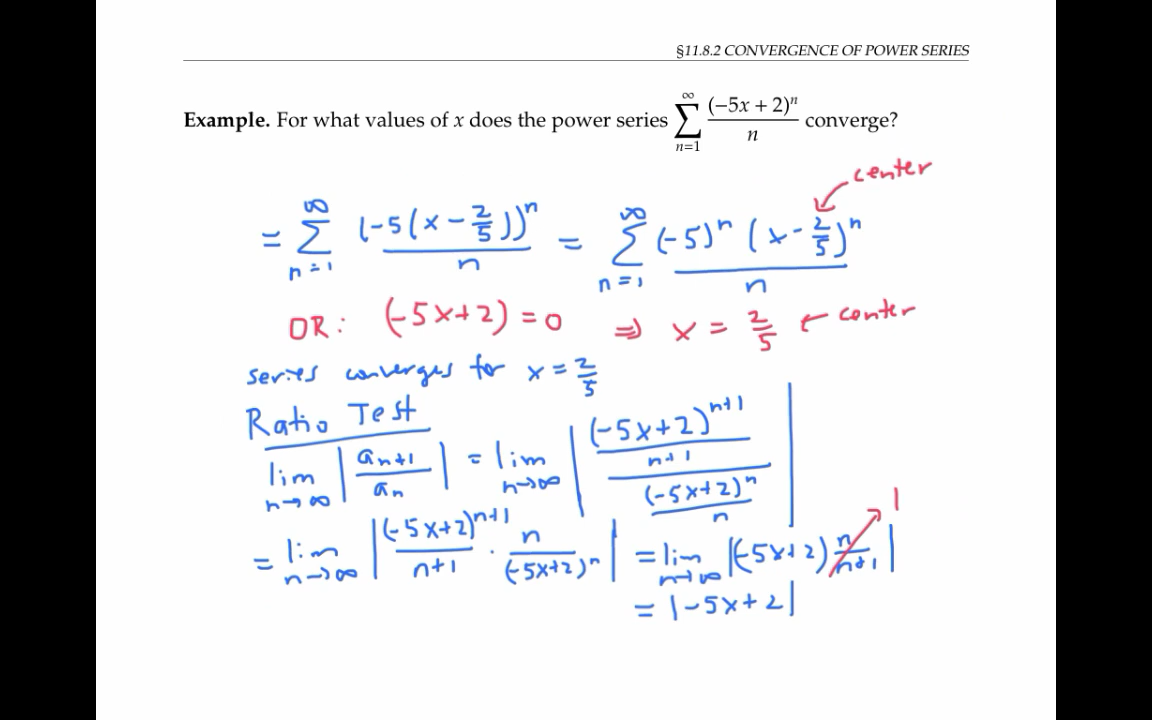 §11.8.2 CONVERGENCE OF POWER SERIES
Example. For what values of x does the power series ∑_{n=1}^{∞} (−5x + 2)^n / n converge?
center
= ∑_{n=1}^{∞} (-5(x - 2/5))^n / n = ∑_{n=1}^{∞} (-5)^n (x - 2/5)^n / n
OR: (-5x+2) = 0 ⇒ x = 2/5 ← center
series converges for x = 2/5
Ratio Test
lim_{n→∞} | a_{n+1} / a_n | = lim_{n→∞} | ((-5x+2)^{n+1} / n+1) / ((-5x+2)^n / n) |
= lim_{n→∞} | (-5x+2)^{n+1} / n+1 · n / (-5x+2)^n | = lim_{n→∞} |(-5x+2) n / n+1| 1
= |-5x+2|